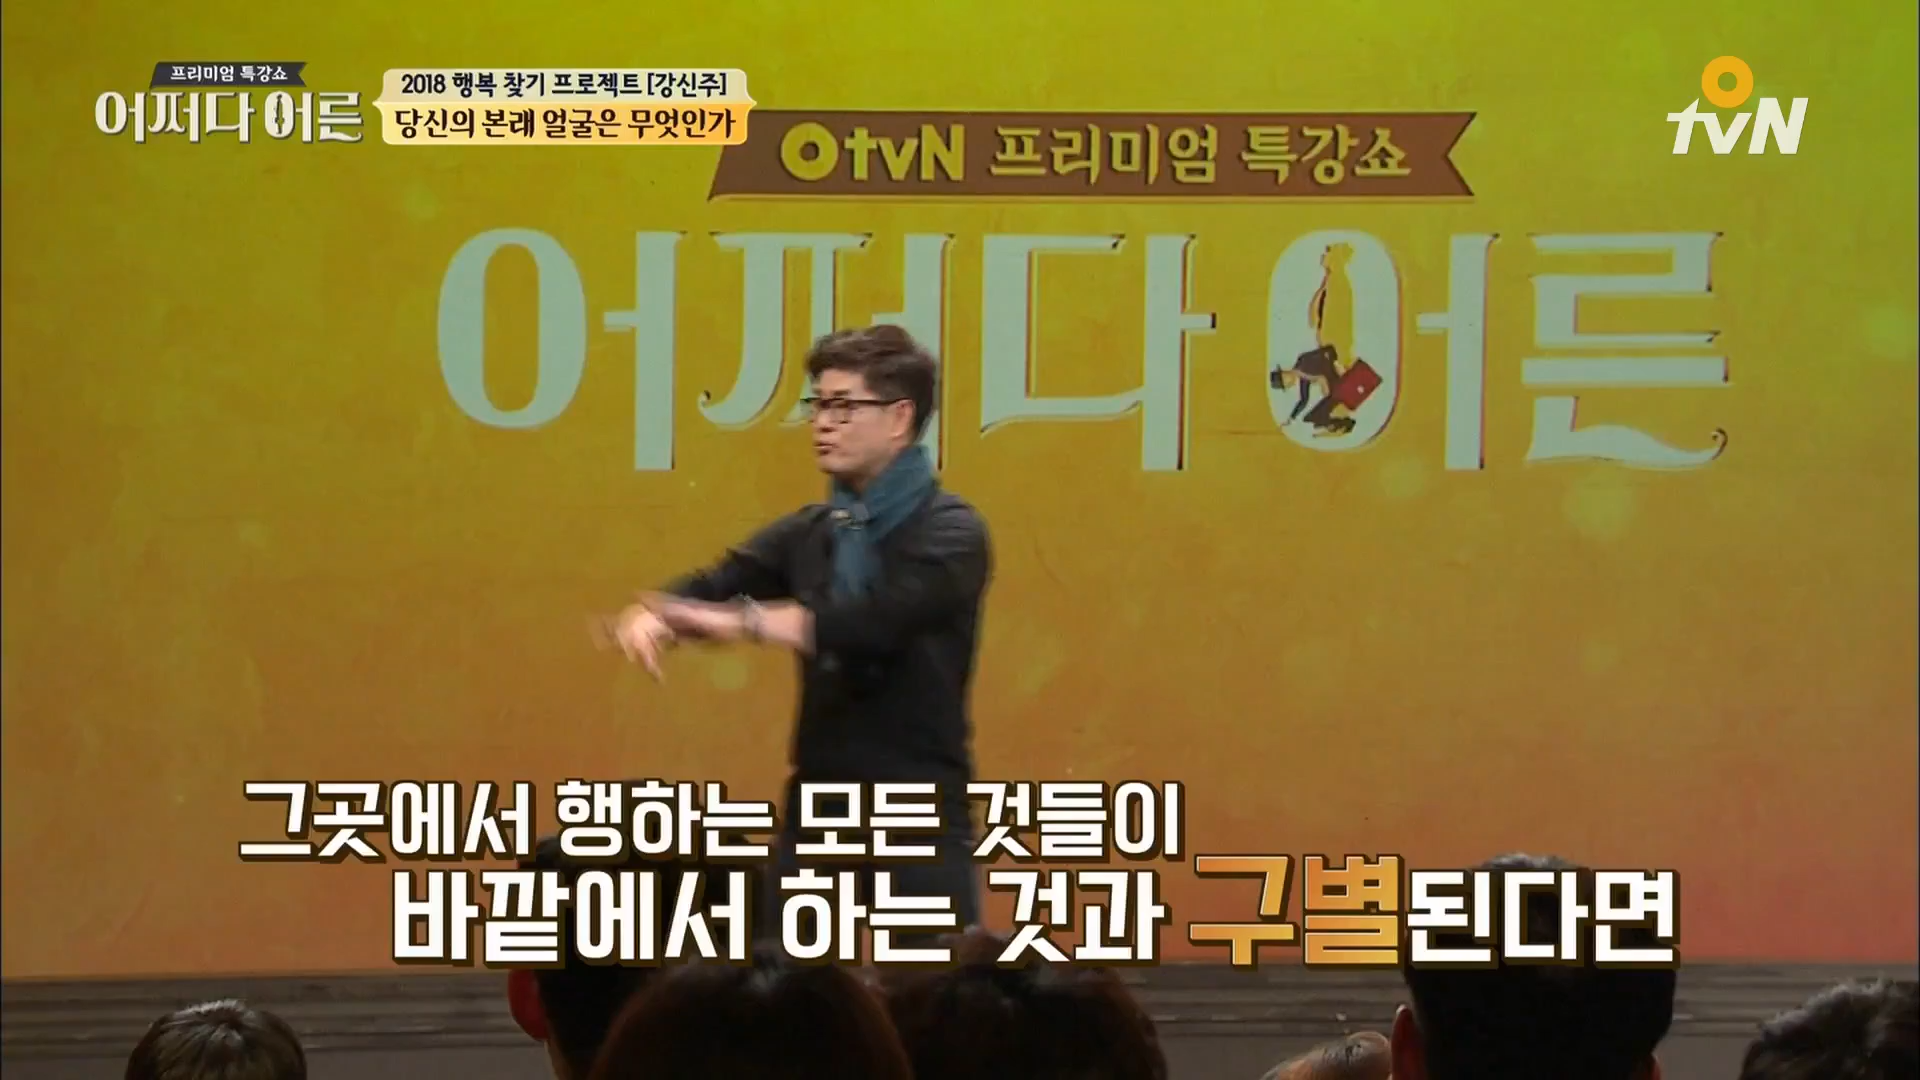 프리미엄 특강쇼
어쩌다 어른
2018 행복 찾기 프로젝트 [강신주]
당신의 본래 얼굴은 무엇인가
tvN
OtvN 프리미엄 특강쇼
어쩌다 어른
그곳에서 행하는 모든 것들이
바깥에서 하는 것과 구별된다면